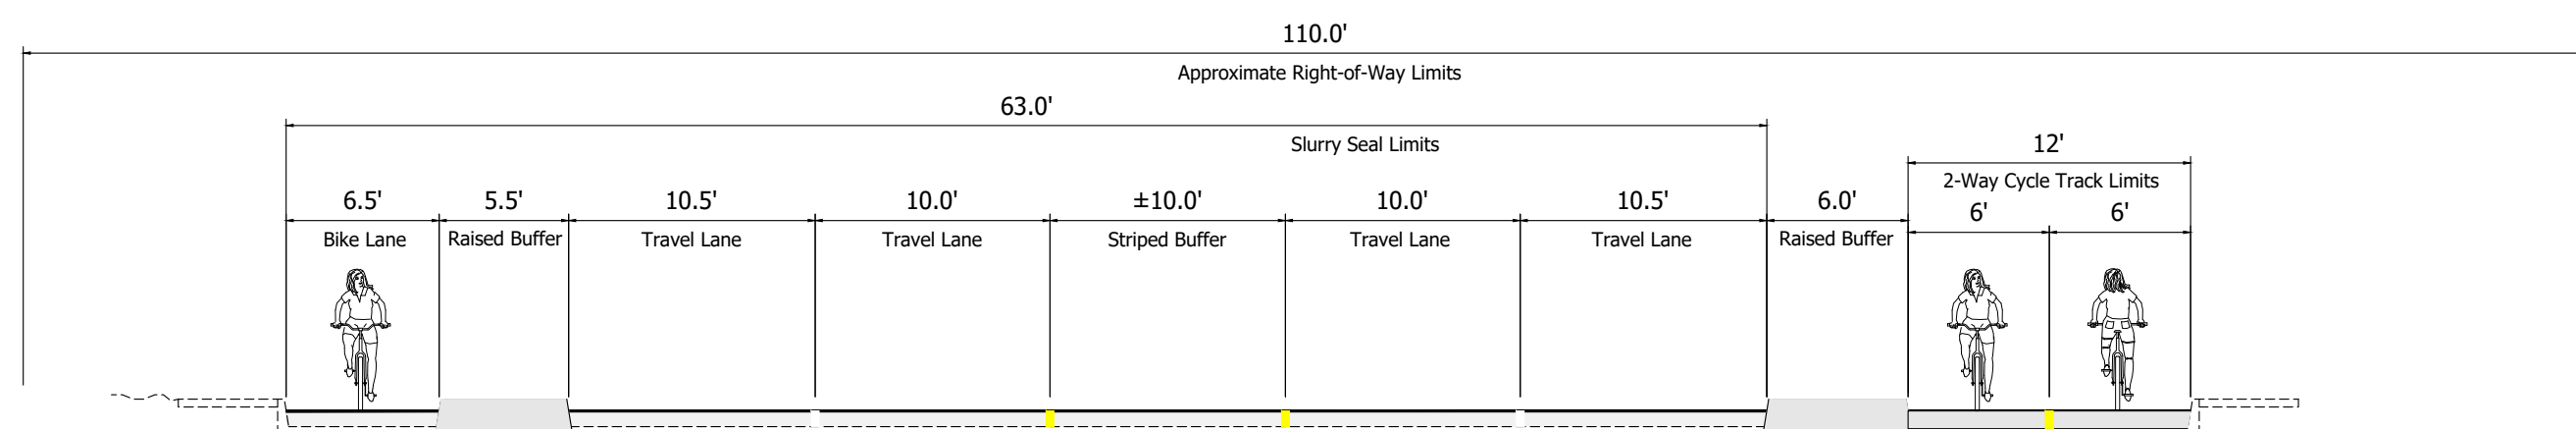 110.0'
Approximate Right-of-Way Limits
63.0'
Slurry Seal Limits
12'
2-Way Cycle Track Limits
6.5' 5.5' 10.5' 10.0' ±10.0' 10.0' 10.5' 6.0' 6' 6'
Bike Lane Raised Buffer Travel Lane Travel Lane Striped Buffer Travel Lane Travel Lane Raised Buffer